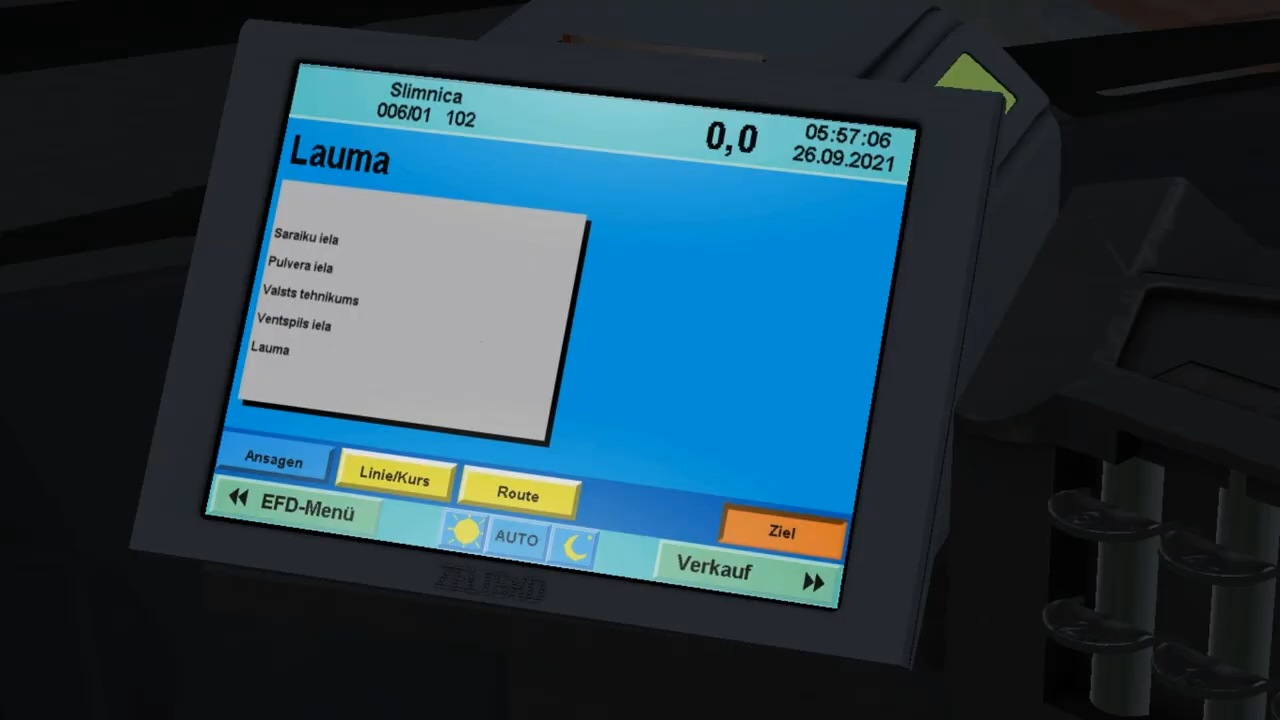 Slimnica
006/01 102
0,0
05:57:06
26.09.2021
Lauma
Saraiku iela
Pulvera iela
Valsts tehnikums
Ventspils iela
Lauma
Ansagen
Linie/Kurs
Route
Ziel
EFD-Menü
AUTO
Verkauf